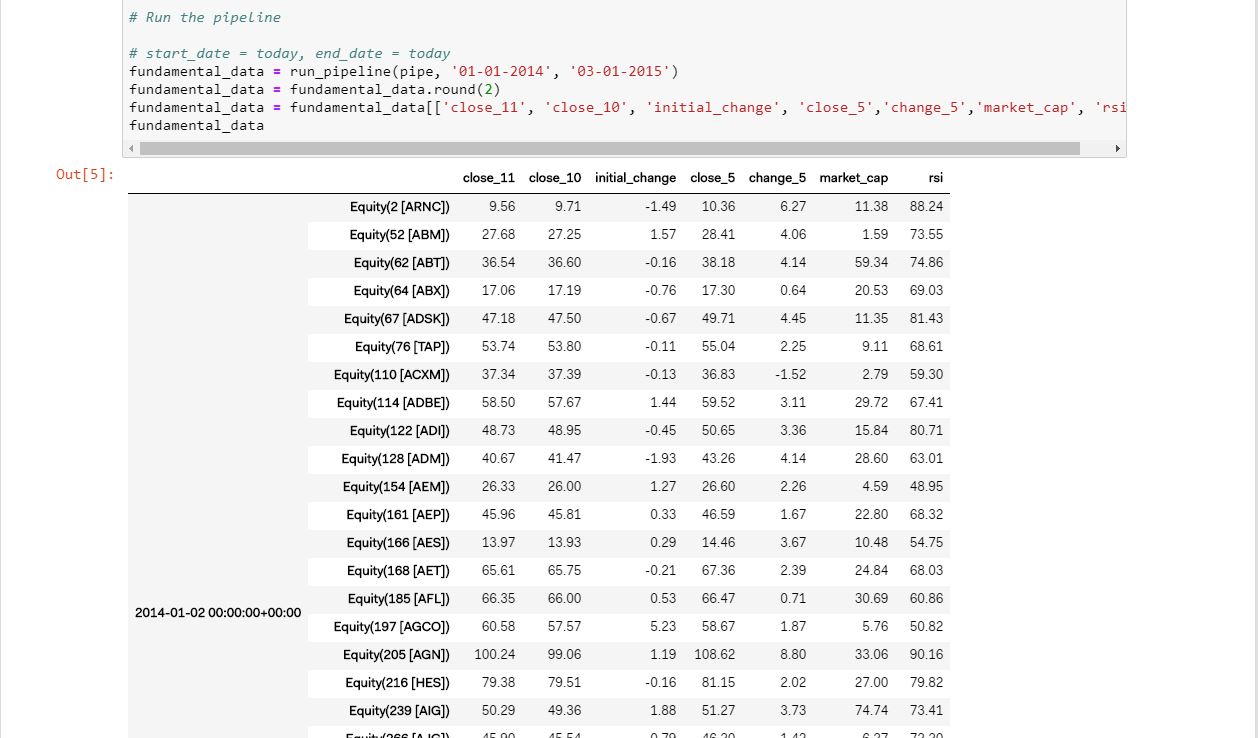 # Run the pipeline
# start_date = today, end_date = today
fundamental_data = run_pipeline(pipe, '01-01-2014', '03-01-2015')
fundamental_data = fundamental_data.round(2)
fundamental_data = fundamental_data[['close_11', 'close_10', 'initial_change', 'close_5','change_5','market_cap', 'rsi
fundamental_data
Out[5]:
close_11 close_10 initial_change close_5 change_5 market_cap rsi
Equity(2 [ARNC]) 9.56 9.71 -1.49 10.36 6.27 11.38 88.24
Equity(52 [ABM]) 27.68 27.25 1.57 28.41 4.06 1.59 73.55
Equity(62 [ABT]) 36.54 36.60 -0.16 38.18 4.14 59.34 74.86
Equity(64 [ABX]) 17.06 17.19 -0.76 17.30 0.64 20.53 69.03
Equity(67 [ADSK]) 47.18 47.50 -0.67 49.71 4.45 11.35 81.43
Equity(76 [TAP]) 53.74 53.80 -0.11 55.04 2.25 9.11 68.61
Equity(110 [ACXM]) 37.34 37.39 -0.13 36.83 -1.52 2.79 59.30
Equity(114 [ADBE]) 58.50 57.67 1.44 59.52 3.11 29.72 67.41
Equity(122 [ADI]) 48.73 48.95 -0.45 50.65 3.36 15.84 80.71
Equity(128 [ADM]) 40.67 41.47 -1.93 43.26 4.14 28.60 63.01
Equity(154 [AEM]) 26.33 26.00 1.27 26.60 2.26 4.59 48.95
Equity(161 [AEP]) 45.96 45.81 0.33 46.59 1.67 22.80 68.32
Equity(166 [AES]) 13.97 13.93 0.29 14.46 3.67 10.48 54.75
Equity(168 [AET]) 65.61 65.75 -0.21 67.36 2.39 24.84 68.03
Equity(185 [AFL]) 66.35 66.00 0.53 66.47 0.71 30.69 60.86
2014-01-02 00:00:00+00:00
Equity(197 [AGCO]) 60.58 57.57 5.23 58.67 1.87 5.76 50.82
Equity(205 [AGN]) 100.24 99.06 1.19 108.62 8.80 33.06 90.16
Equity(216 [HES]) 79.38 79.51 -0.16 81.15 2.02 27.00 79.82
Equity(239 [AIG]) 50.29 49.36 1.88 51.27 3.73 74.74 73.41